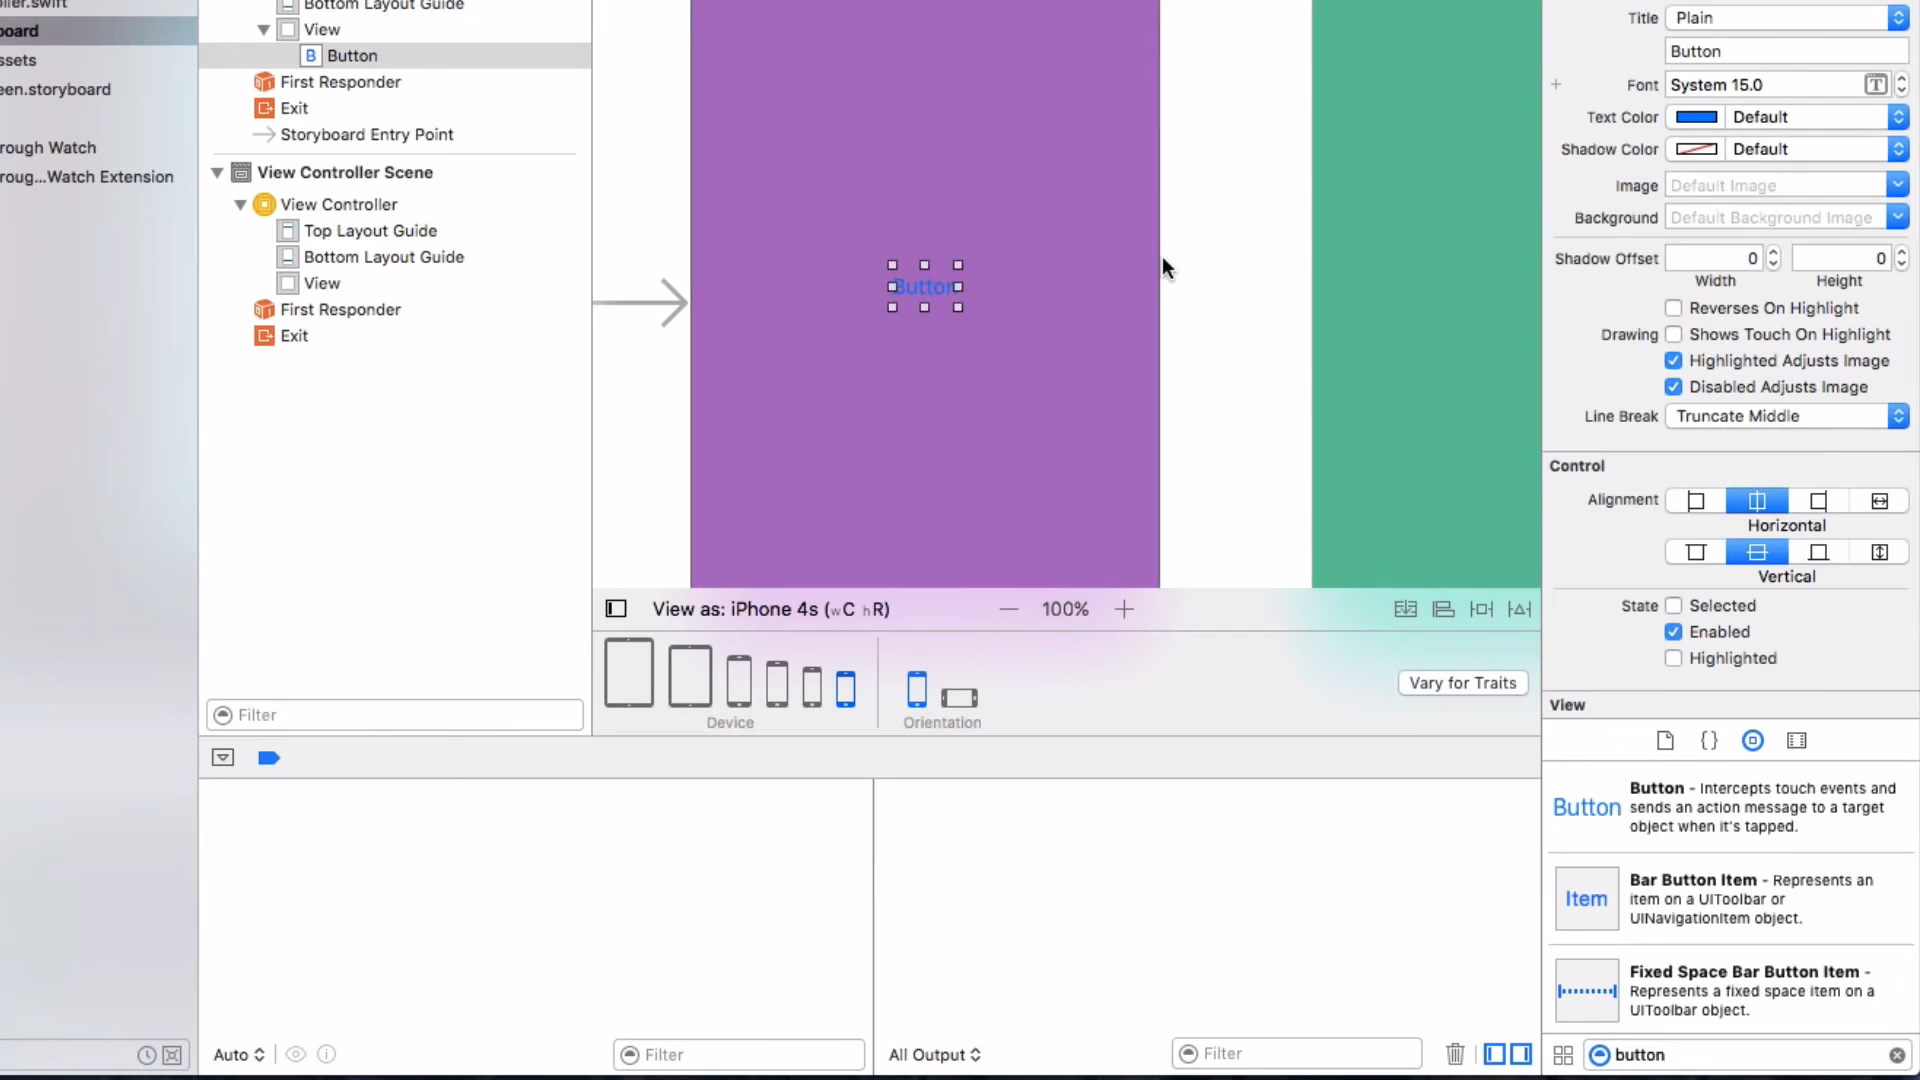 ller.swift
board
ssets
een.storyboard
rough Watch
roug...Watch Extension
Bottom Layout Guide
View
B Button
First Responder
Exit
Storyboard Entry Point
View Controller Scene
View Controller
Top Layout Guide
Bottom Layout Guide
View
First Responder
Exit
Filter
Button
View as: iPhone 4s (wC hR)
100%
Device
Orientation
Vary for Traits
Auto
Filter
All Output
Filter
Title Plain
Button
Font System 15.0 T
Text Color Default
Shadow Color Default
Image Default Image
Background Default Background Image
Shadow Offset 0 0
Width Height
Reverses On Highlight
Drawing Shows Touch On Highlight
Highlighted Adjusts Image
Disabled Adjusts Image
Line Break Truncate Middle
Control
Alignment
Horizontal
Vertical
State Selected
Enabled
Highlighted
View
{}
Button
Button - Intercepts touch events and
sends an action message to a target
object when it's tapped.
Item
Bar Button Item - Represents an
item on a UIToolbar or
UINavigationItem object.
Fixed Space Bar Button Item -
Represents a fixed space item on a
UIToolbar object.
button